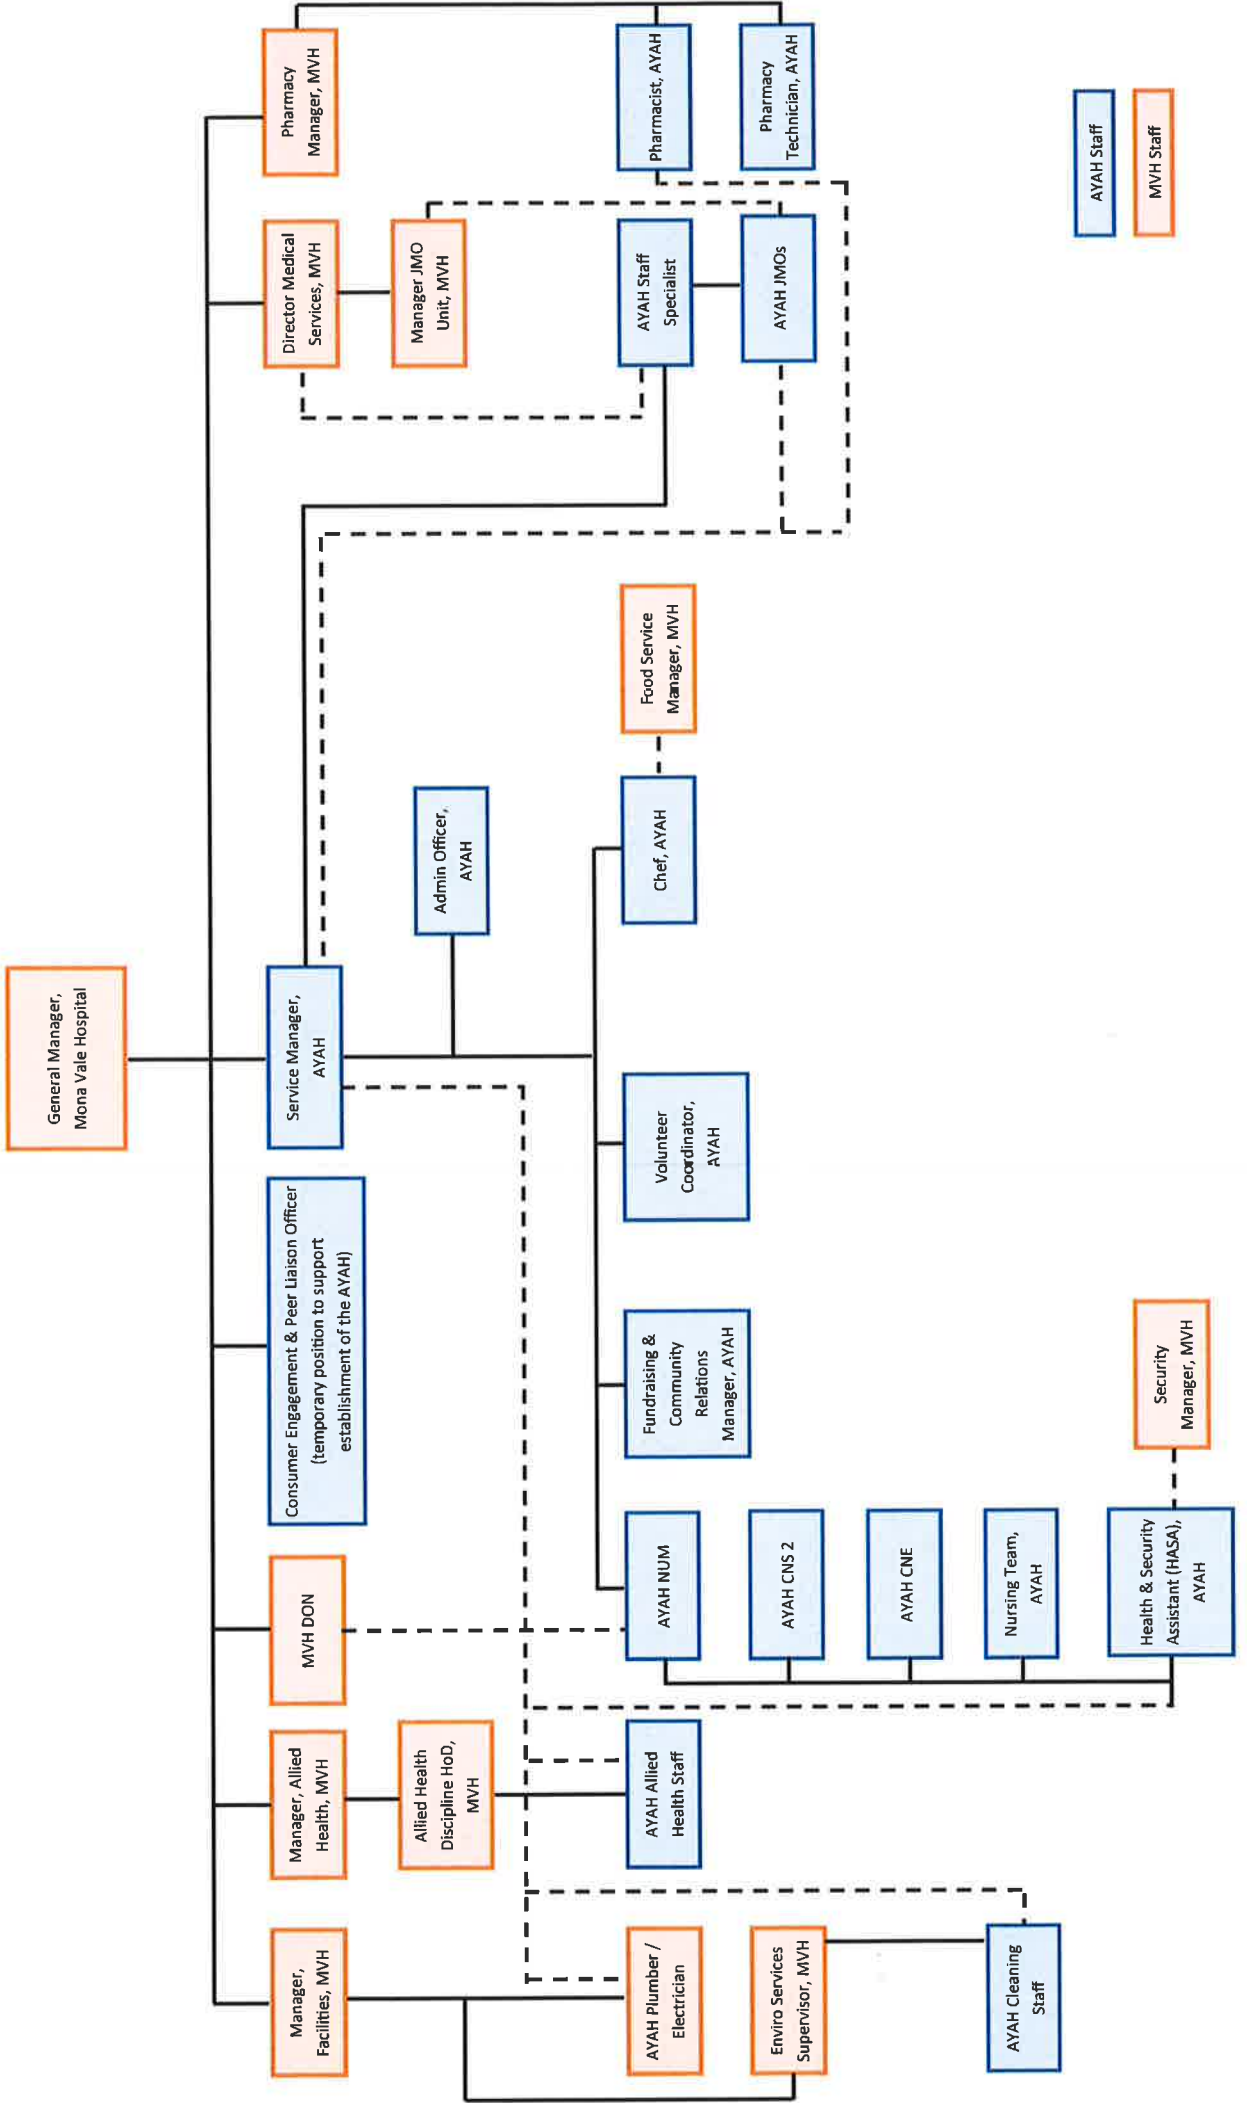 General Manager,
Mona Vale Hospital
Manager,
Facilities, MVH
Manager, Allied
Health, MVH
MVH DON
Consumer Engagement & Peer Liaison Officer
(temporary position to support
establishment of the AYAH)
Service Manager,
AYAH
Director Medical
Services, MVH
Pharmacy
Manager, MVH
Allied Health
Discipline HoD,
MVH
Admin Officer,
AYAH
Manager JMO
Unit, MVH
AYAH Plumber /
Electrician
AYAH Allied
Health Staff
AYAH NUM
Fundraising &
Community
Relations
Manager, AYAH
Volunteer
Coordinator,
AYAH
Chef, AYAH
Food Service
Manager, MVH
AYAH Staff
Specialist
Pharmacist, AYAH
Enviro Services
Supervisor, MVH
AYAH CNS 2
AYAH JMOs
Pharmacy
Technician, AYAH
AYAH CNE
AYAH Cleaning
Staff
Nursing Team,
AYAH
Health & Security
Assistant (HASA),
AYAH
Security
Manager, MVH
AYAH Staff
MVH Staff